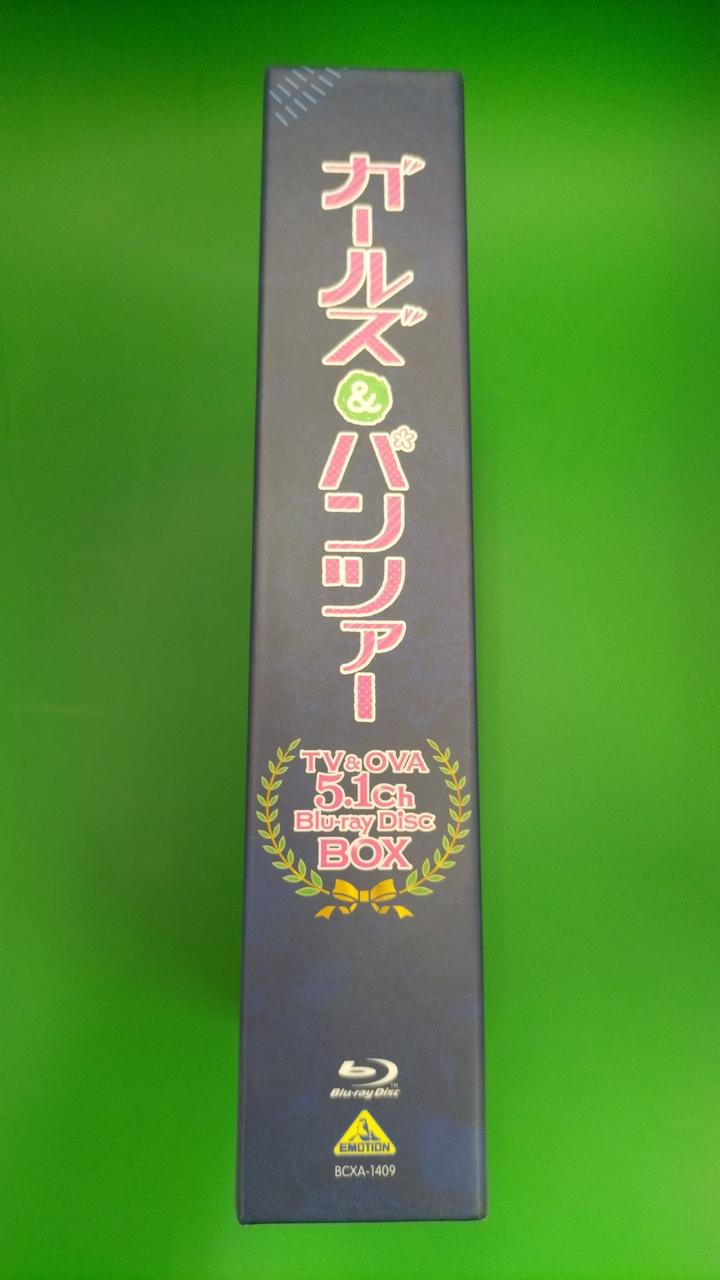 ガールズ&パンツァー
TV&OVA
5.1ch
Blu-ray Disc
BOX
Blu-ray Disc™
EMOTION
BCXA-1409